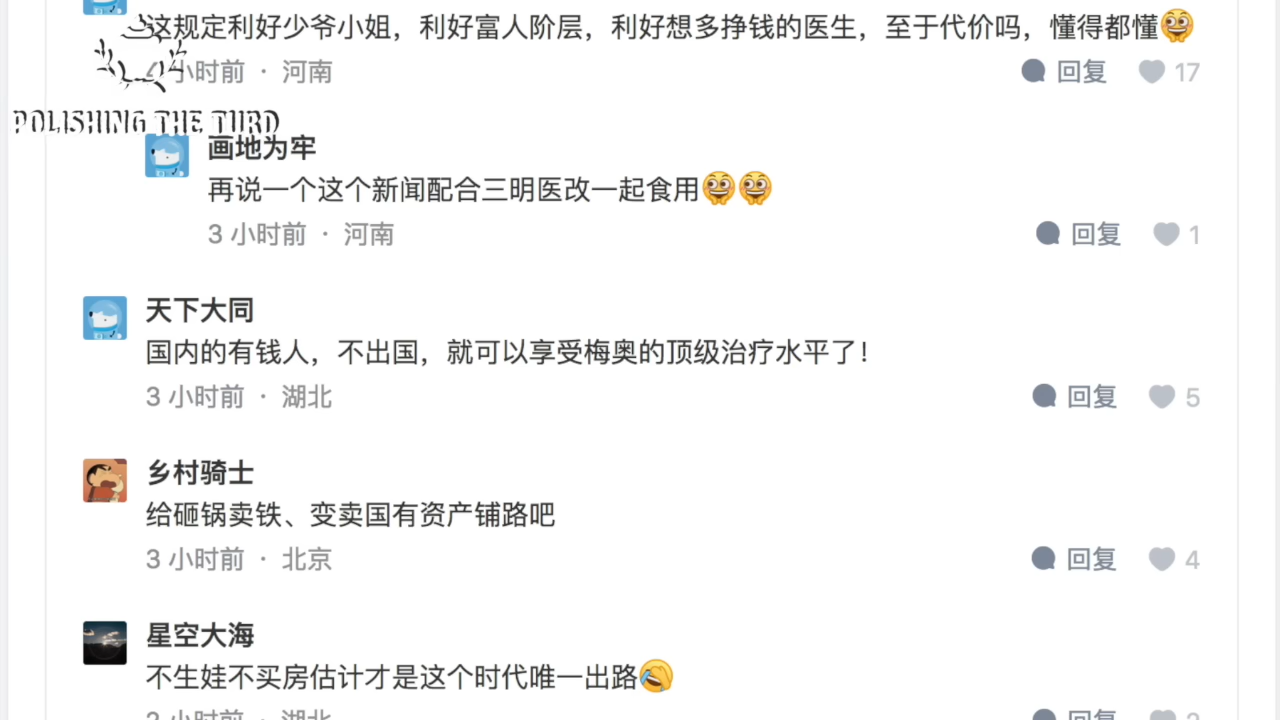 这规定利好少爷小姐，利好富人阶层，利好想多挣钱的医生，至于代价吗，懂得都懂
4 小时前 · 河南 回复 17
POLISHING THE TURD
画地为牢
再说一个这个新闻配合三明医改一起食用
3 小时前 · 河南 回复 1
天下大同
国内的有钱人，不出国，就可以享受梅奥的顶级治疗水平了！
3 小时前 · 湖北 回复 5
乡村骑士
给砸锅卖铁、变卖国有资产铺路吧
3 小时前 · 北京 回复 4
星空大海
不生娃不买房估计才是这个时代唯一出路
小时前 · 湖北 回复